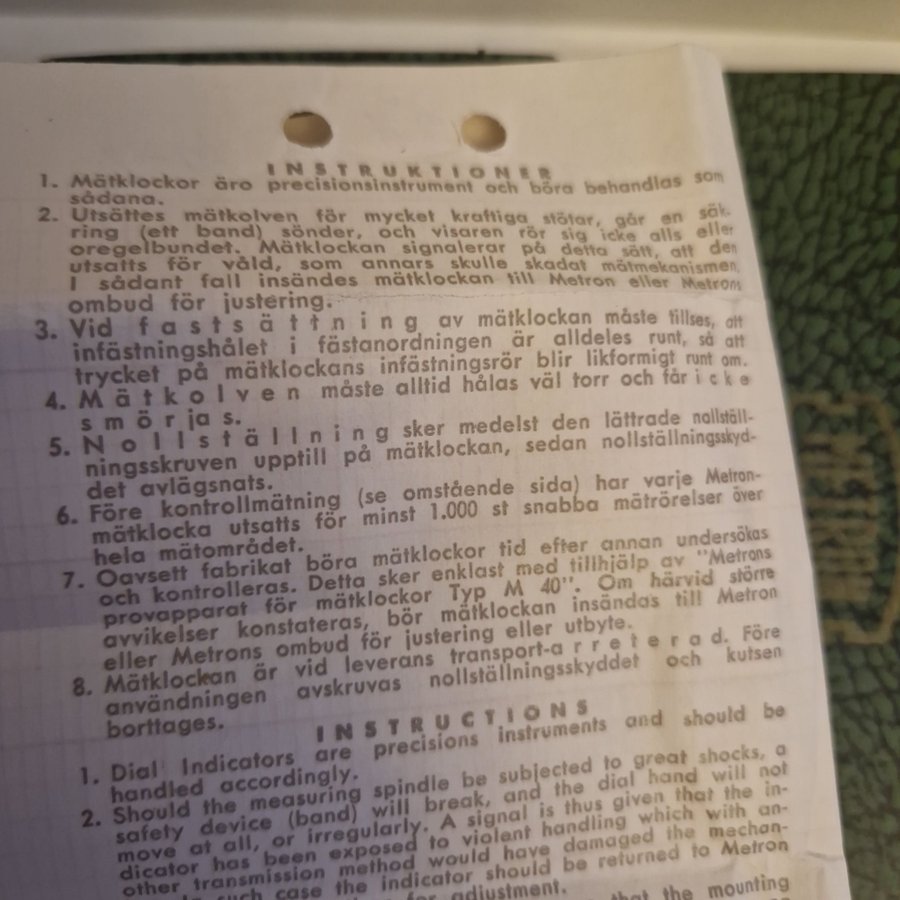 INSTRUKTIONER
1. Mätklockor äro precisionsinstrument och böra behandlas som
sådana.
2. Utsättes mätkolven för mycket kraftiga stötar, går en säk-
ring (ett band) sönder, och visaren rör sig icke alls eller
oregelbundet. Mätklockan signalerar på detta sätt, att den
utsatts för våld, som annars skulle skadat mätmekanismen.
I sådant fall insändes mätklockan till Metron eller Metrons
ombud för justering.
3. Vid fastsättning av mätklockan måste tillses, att
infästningshålet i fästanordningen är alldeles runt, så att
trycket på mätklockans infästningsrör blir likformigt runt om.
4. Mätkolven måste alltid hålas väl torr och får icke
smörjas.
5. Nollställning sker medelst den lättrade nollställ-
ningsskruven upptill på mätklockan, sedan nollställningsskyd-
det avlägsnats.
6. Före kontrollmätning (se omstående sida) har varje Metron-
mätklocka utsatts för minst 1.000 st snabba mätrörelser över
hela mätområdet.
7. Oavsett fabrikat böra mätklockor tid efter annan undersökas
och kontrolleras. Detta sker enklast med tillhjälp av "Metrons
provapparat för mätklockor Typ M 40". Om härvid större
avvikelser konstateras, bör mätklockan insändas till Metron
eller Metrons ombud för justering eller utbyte.
8. Mätklockan är vid leverans transport-arreterad. Före
användningen avskruvas nollställningsskyddet och kutsen
borttages.
INSTRUCTIONS
1. Dial Indicators are precisions instruments and should be
handled accordingly.
2. Should the measuring spindle be subjected to great shocks, a
safety device (band) will break, and the dial hand will not
move at all, or irregularly. A signal is thus given that the in-
dicator has been exposed to violent handling which with an-
other transmission method would have damaged the mechan-
such case the indicator should be returned to Metron
for adjustment.
that the mounting
METRON